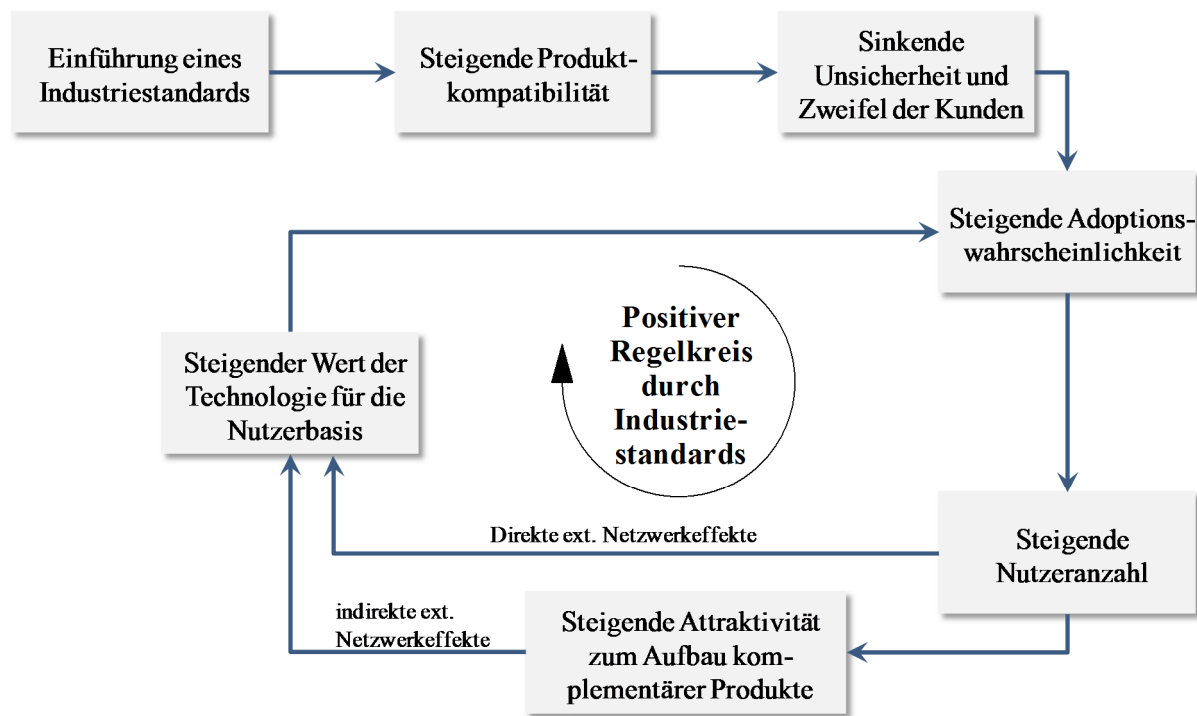 Einführung eines
Industriestandards
Steigende Produkt-
kompatibilität
Sinkende
Unsicherheit und
Zweifel der Kunden
Steigende Adoptions-
wahrscheinlichkeit
Positiver
Regelkreis
durch
Industrie-
standards
Steigender Wert der
Technologie für die
Nutzerbasis
Direkte ext. Netzwerkeffekte
Steigende
Nutzeranzahl
indirekte ext.
Netzwerkeffekte
Steigende Attraktivität
zum Aufbau kom-
plementärer Produkte